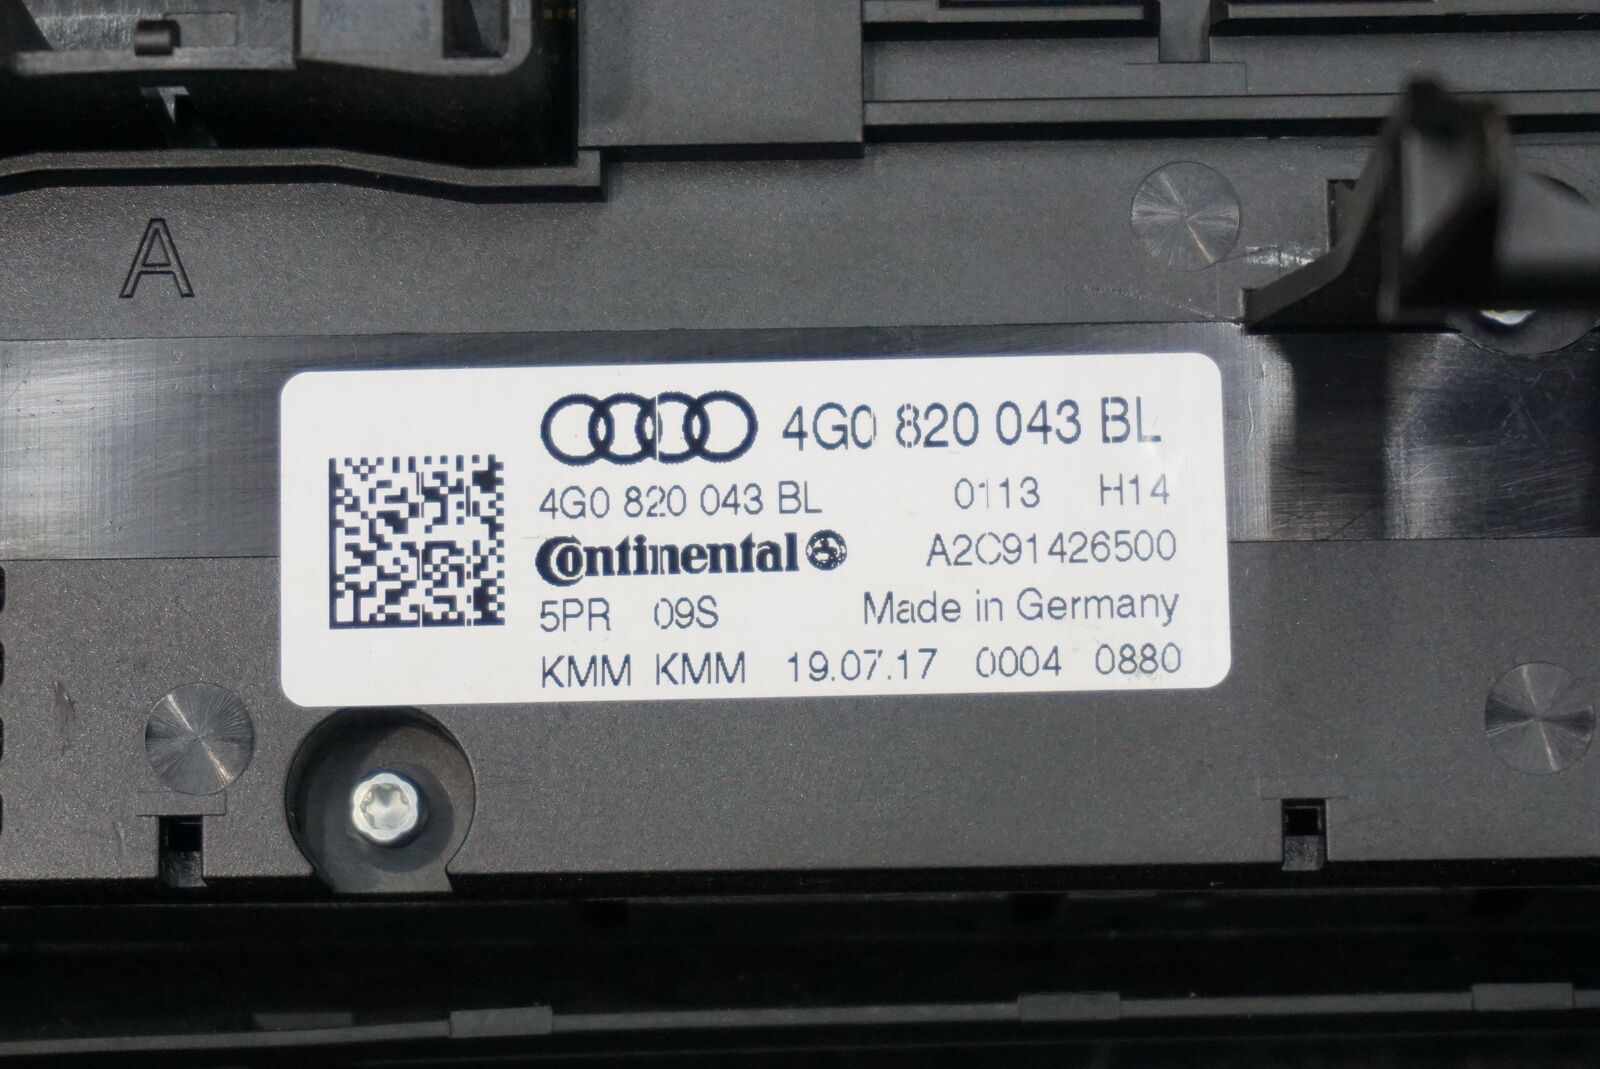 A
4G0 820 043 BL
4G0 820 043 BL 0113 H14
Continental A2C91426500
5PR 09S Made in Germany
KMM KMM 19.07.17 0004 0880